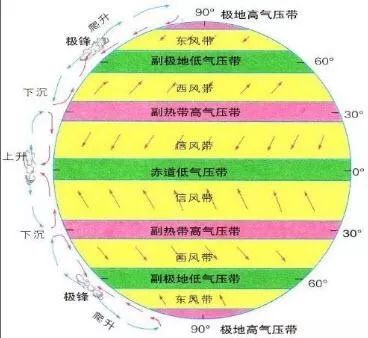 90° 极地高气压带
爬升
极锋
东风带
副极地低气压带 60°
西风带
下沉
副热带高气压带 30°
信风带
上升
赤道低气压带 0°
信风带
下沉
副热带高气压带 30°
西风带
副极地低气压带 60°
极锋
东风带
爬升
90° 极地高气压带